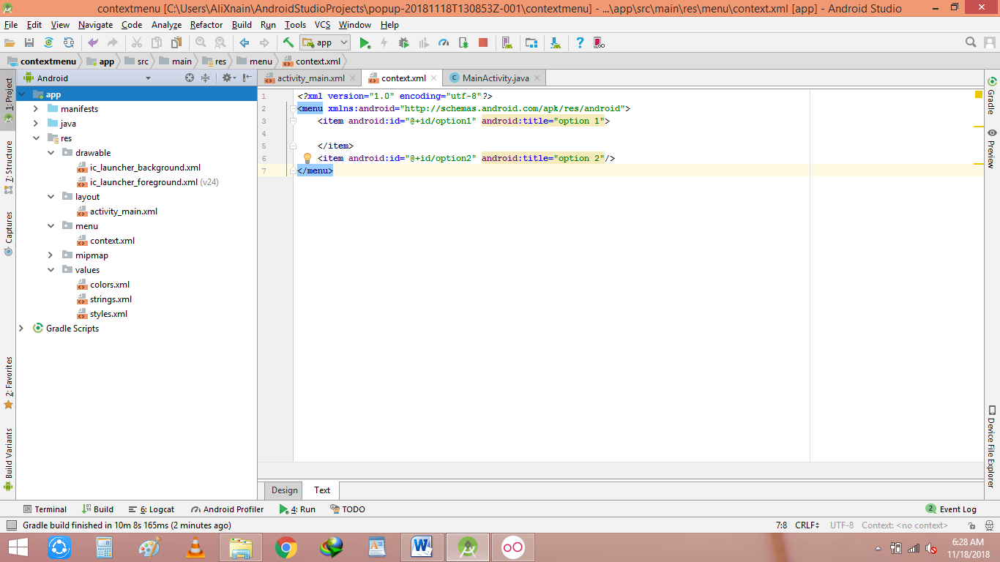 contextmenu [C:\Users\AliXnain\AndroidStudioProjects\popup-20181118T130853Z-001\contextmenu] - ...\app\src\main\res\menu\context.xml [app] - Android Studio
File Edit View Navigate Code Analyze Refactor Build Run Tools VCS Window Help
app
contextmenu app src main res menu context.xml
Android
activity_main.xml context.xml MainActivity.java
1: Project
7: Structure
Captures
2: Favorites
Build Variants
app
manifests
java
res
drawable
ic_launcher_background.xml
ic_launcher_foreground.xml (v24)
layout
activity_main.xml
menu
context.xml
mipmap
values
colors.xml
strings.xml
styles.xml
Gradle Scripts
1 <?xml version="1.0" encoding="utf-8"?>
2 <menu xmlns:android="http://schemas.android.com/apk/res/android">
3 <item android:id="@+id/option1" android:title="option 1">
4
5 </item>
6 <item android:id="@+id/option2" android:title="option 2"/>
7 </menu>
Gradle
Preview
Device File Explorer
Design Text
Terminal Build 6: Logcat Android Profiler 4: Run TODO 2 Event Log
Gradle build finished in 10m 8s 165ms (2 minutes ago) 7:8 CRLF UTF-8 Context: <no context>
6:28 AM
11/18/2018